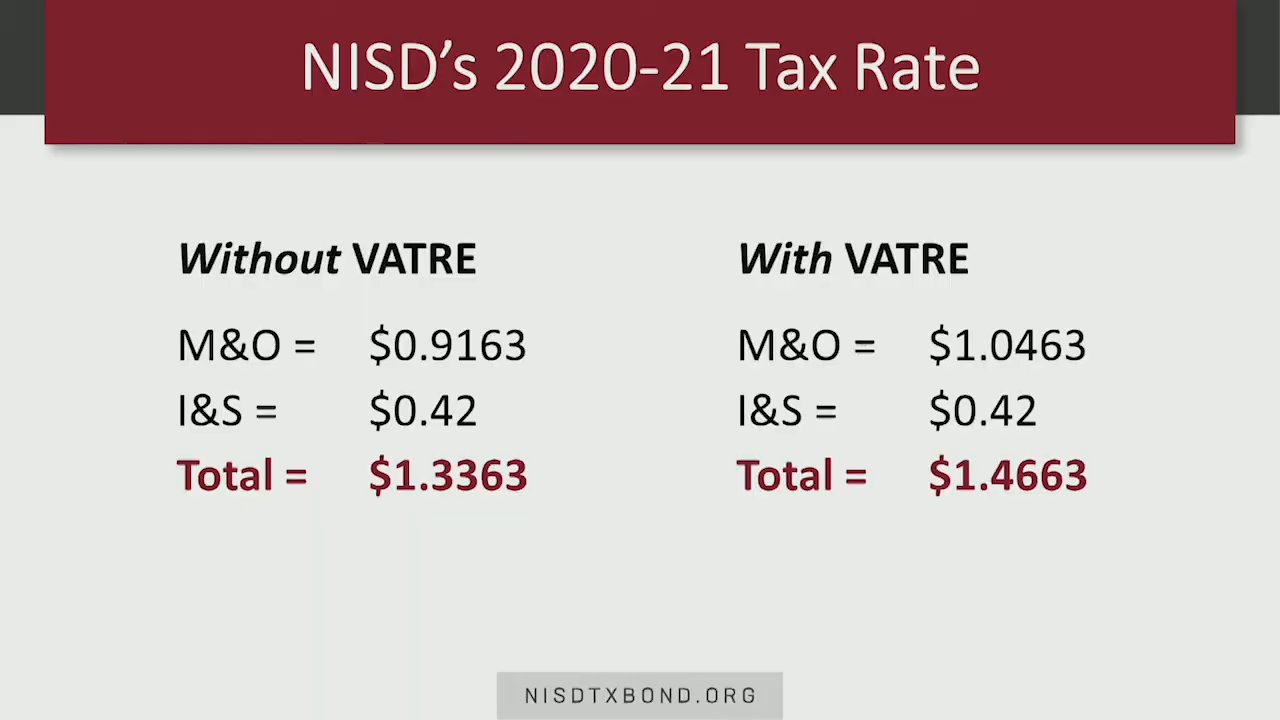 NISD’s 2020-21 Tax Rate
Without VATRE
M&O = $0.9163
I&S = $0.42
Total = $1.3363
With VATRE
M&O = $1.0463
I&S = $0.42
Total = $1.4663
NISDTXBOND.ORG